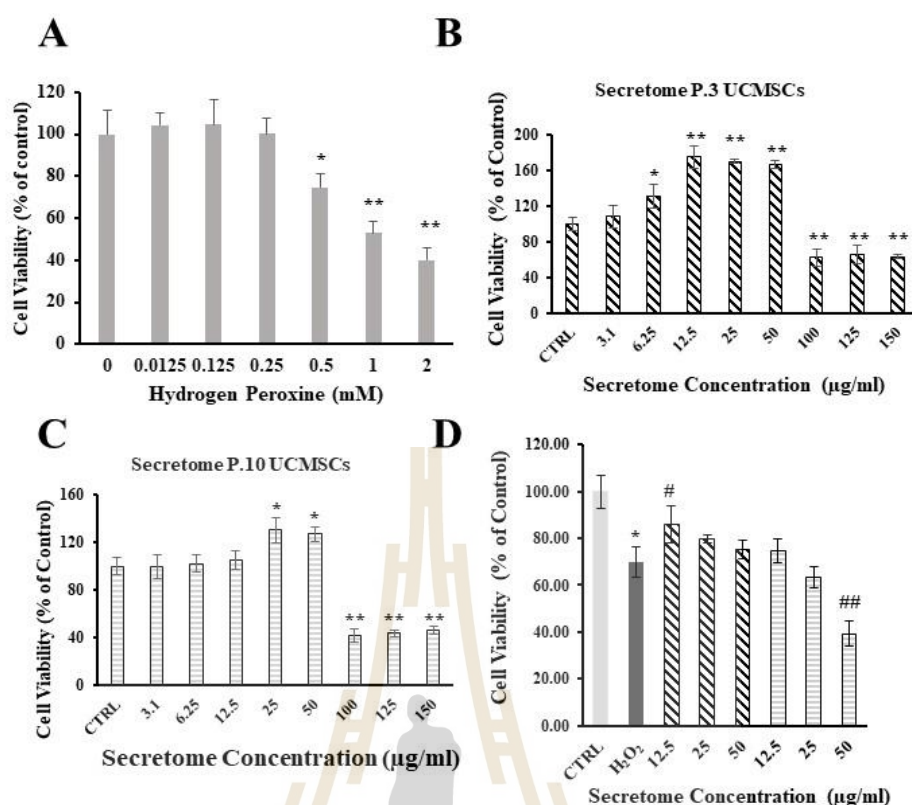 A
120
100
80
60
40
20
0
Cell Viability (% of control)
*
**
**
0 0.0125 0.125 0.25 0.5 1 2
Hydrogen Peroxine (mM)
B
Secretome P.3 UCMSCs
200
160
120
80
40
0
Cell Viability (% of Control)
* ** ** ** ** ** **
CTRL 3.1 6.25 12.5 25 50 100 125 150
Secretome Concentration (µg/ml)
C
Secretome P.10 UCMSCs
160
120
80
40
0
Cell Viability (% of Control)
* * ** ** **
CTRL 3.1 6.25 12.5 25 50 100 125 150
Secretome Concentration (µg/ml)
D
120.00
100.00
80.00
60.00
40.00
20.00
0.00
Cell Viability (% of Control)
* # ##
CTRL H₂O₂ 12.5 25 50 12.5 25 50
Secretome Concentration (µg/ml)